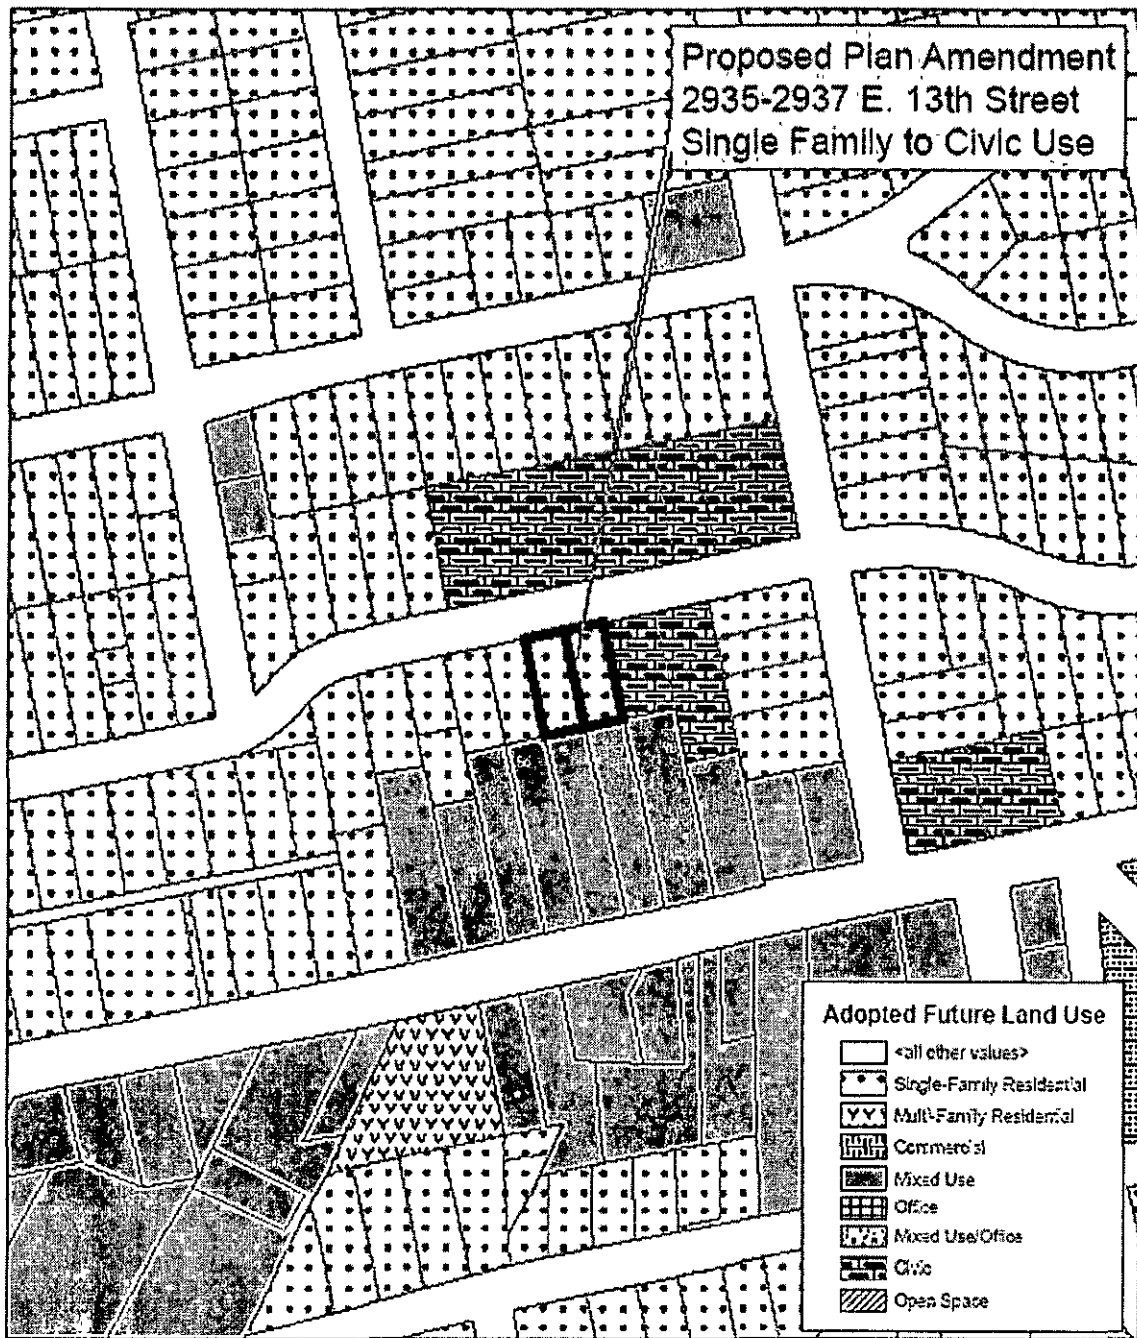 Proposed Plan Amendment
2935-2937 E. 13th Street
Single Family to Civic Use
Adopted Future Land Use
<all other values>
Single-Family Residential
Multi-Family Residential
Commercial
Mixed Use
Office
Mixed Use/Office
Civic
Open Space